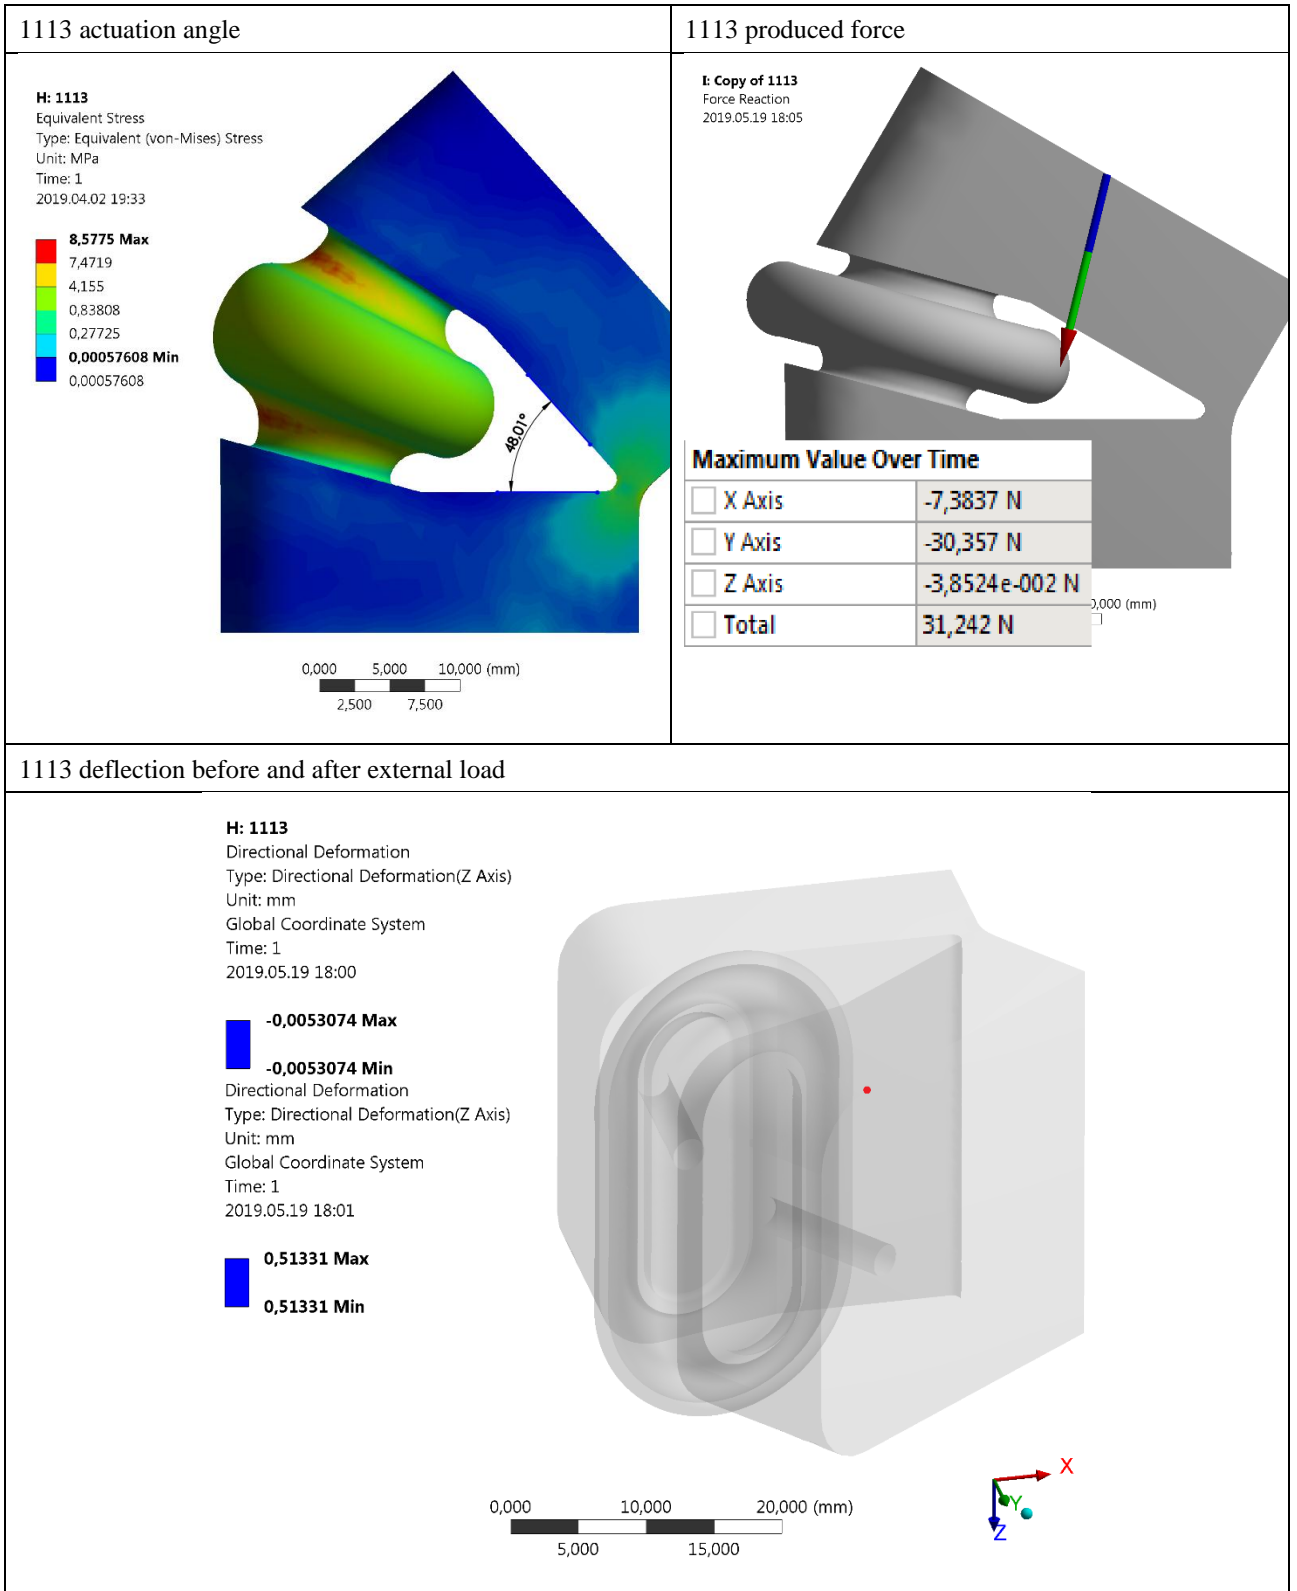 1113 actuation angle
1113 produced force
H: 1113
Equivalent Stress
Type: Equivalent (von-Mises) Stress
Unit: MPa
Time: 1
2019.04.02 19:33
8,5775 Max
7,4719
4,155
0,83808
0,27725
0,00057608 Min
0,00057608
48,01°
0,000 5,000 10,000 (mm)
2,500 7,500
I: Copy of 1113
Force Reaction
2019.05.19 18:05
Maximum Value Over Time
X Axis -7,3837 N
Y Axis -30,357 N
Z Axis -3,8524e-002 N
Total 31,242 N
0,000 (mm)
1113 deflection before and after external load
H: 1113
Directional Deformation
Type: Directional Deformation(Z Axis)
Unit: mm
Global Coordinate System
Time: 1
2019.05.19 18:00
-0,0053074 Max
-0,0053074 Min
Directional Deformation
Type: Directional Deformation(Z Axis)
Unit: mm
Global Coordinate System
Time: 1
2019.05.19 18:01
0,51331 Max
0,51331 Min
0,000 10,000 20,000 (mm)
5,000 15,000
X
Y
Z